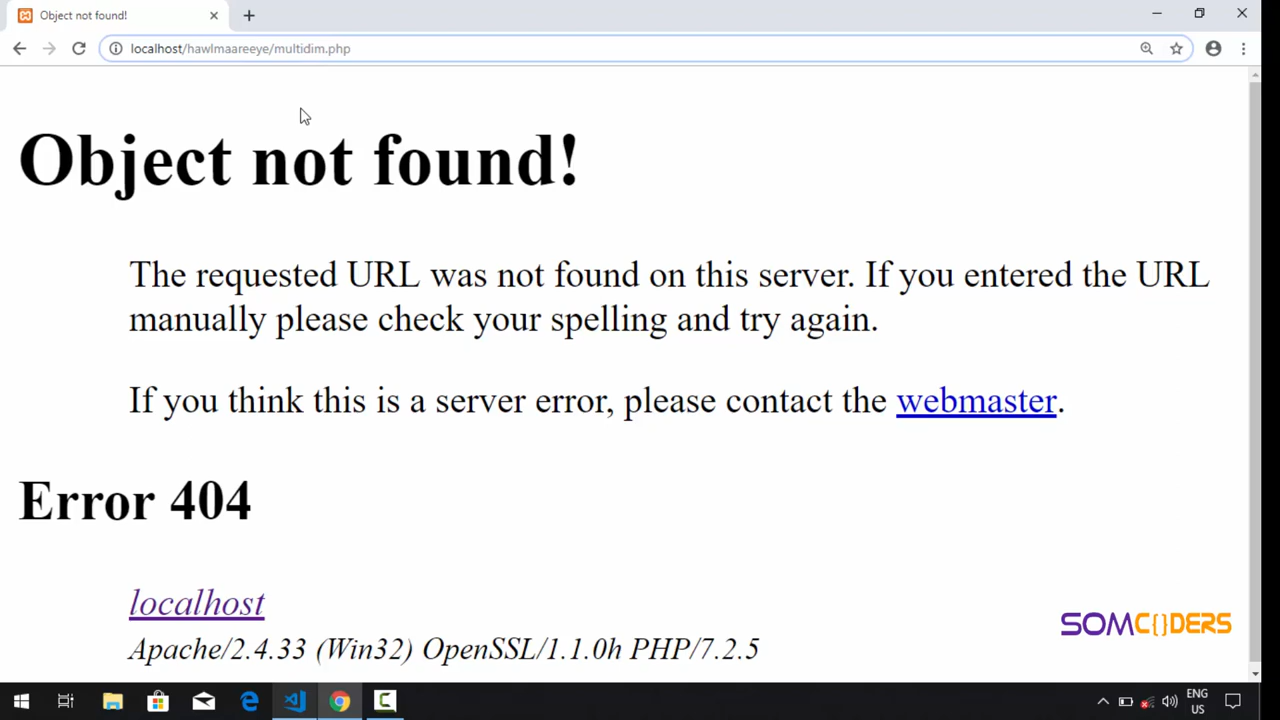 Object not found!
localhost/hawlmaareeye/multidim.php
Object not found!
The requested URL was not found on this server. If you entered the URL
manually please check your spelling and try again.
If you think this is a server error, please contact the webmaster.
Error 404
localhost
Apache/2.4.33 (Win32) OpenSSL/1.1.0h PHP/7.2.5
SOMC{}DERS
ENG
US